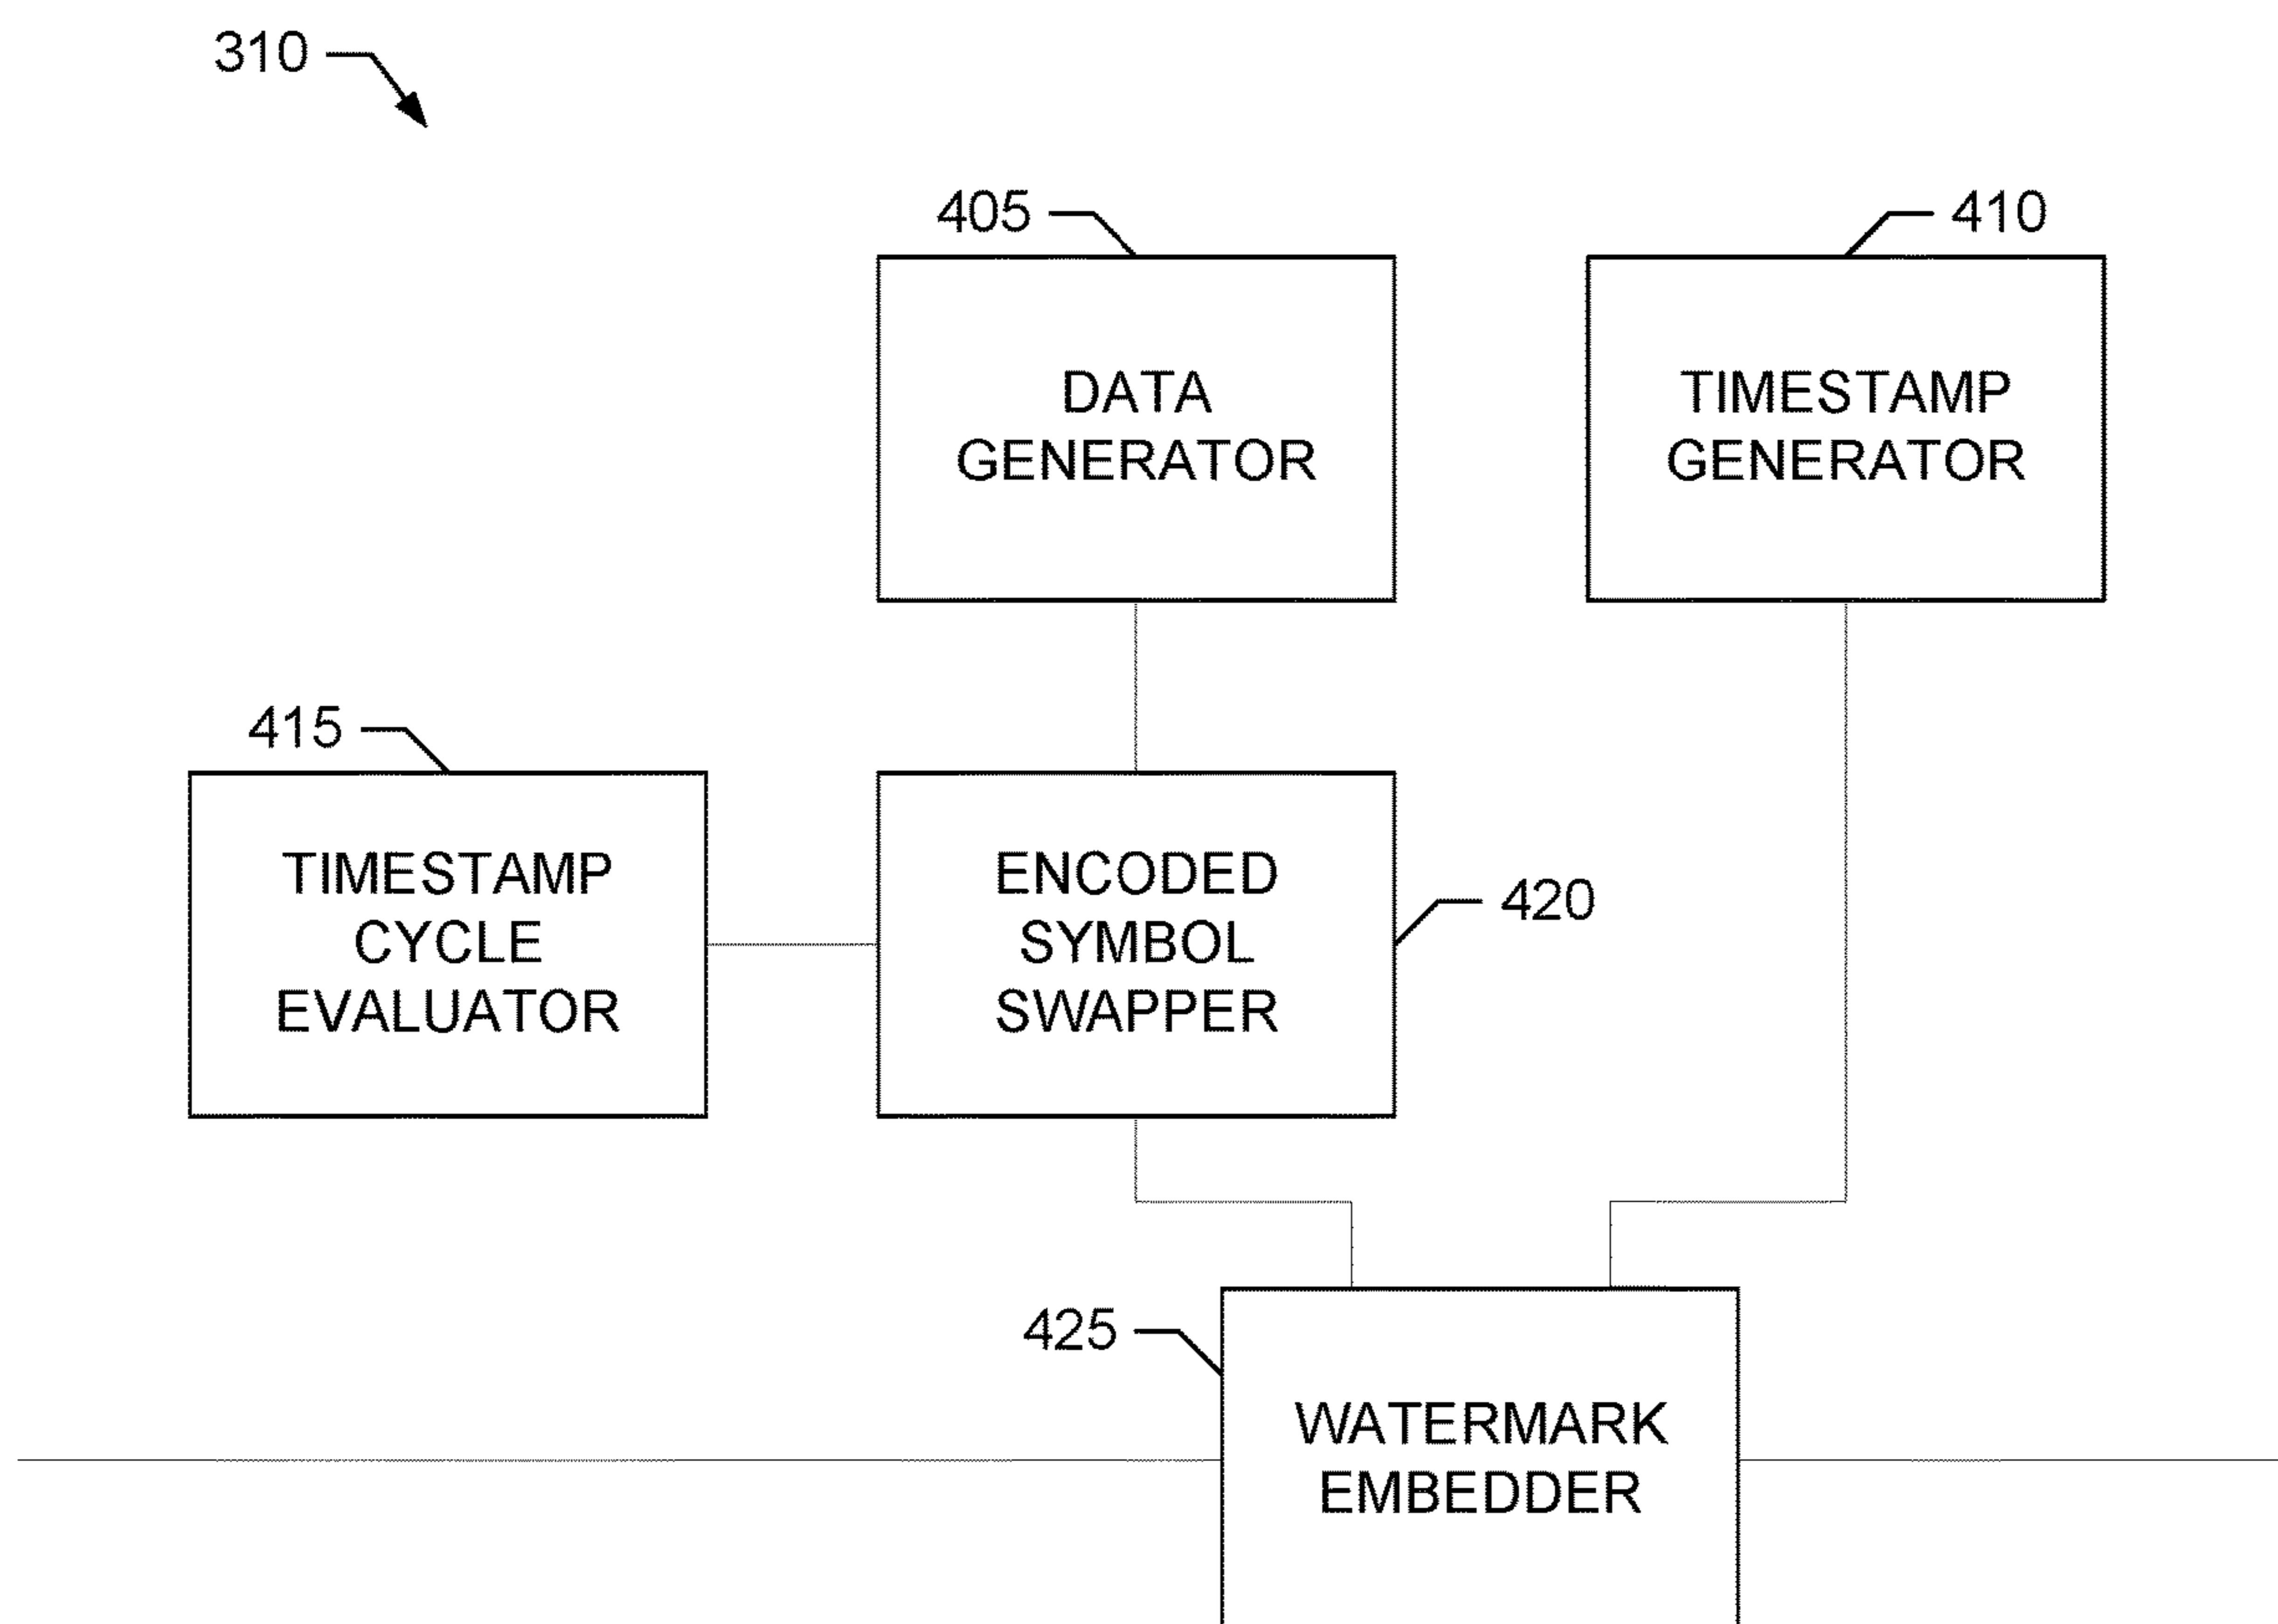 310
405
410
DATA
GENERATOR
TIMESTAMP
GENERATOR
415
TIMESTAMP
CYCLE
EVALUATOR
ENCODED
SYMBOL
SWAPPER
420
425
WATERMARK
EMBEDDER